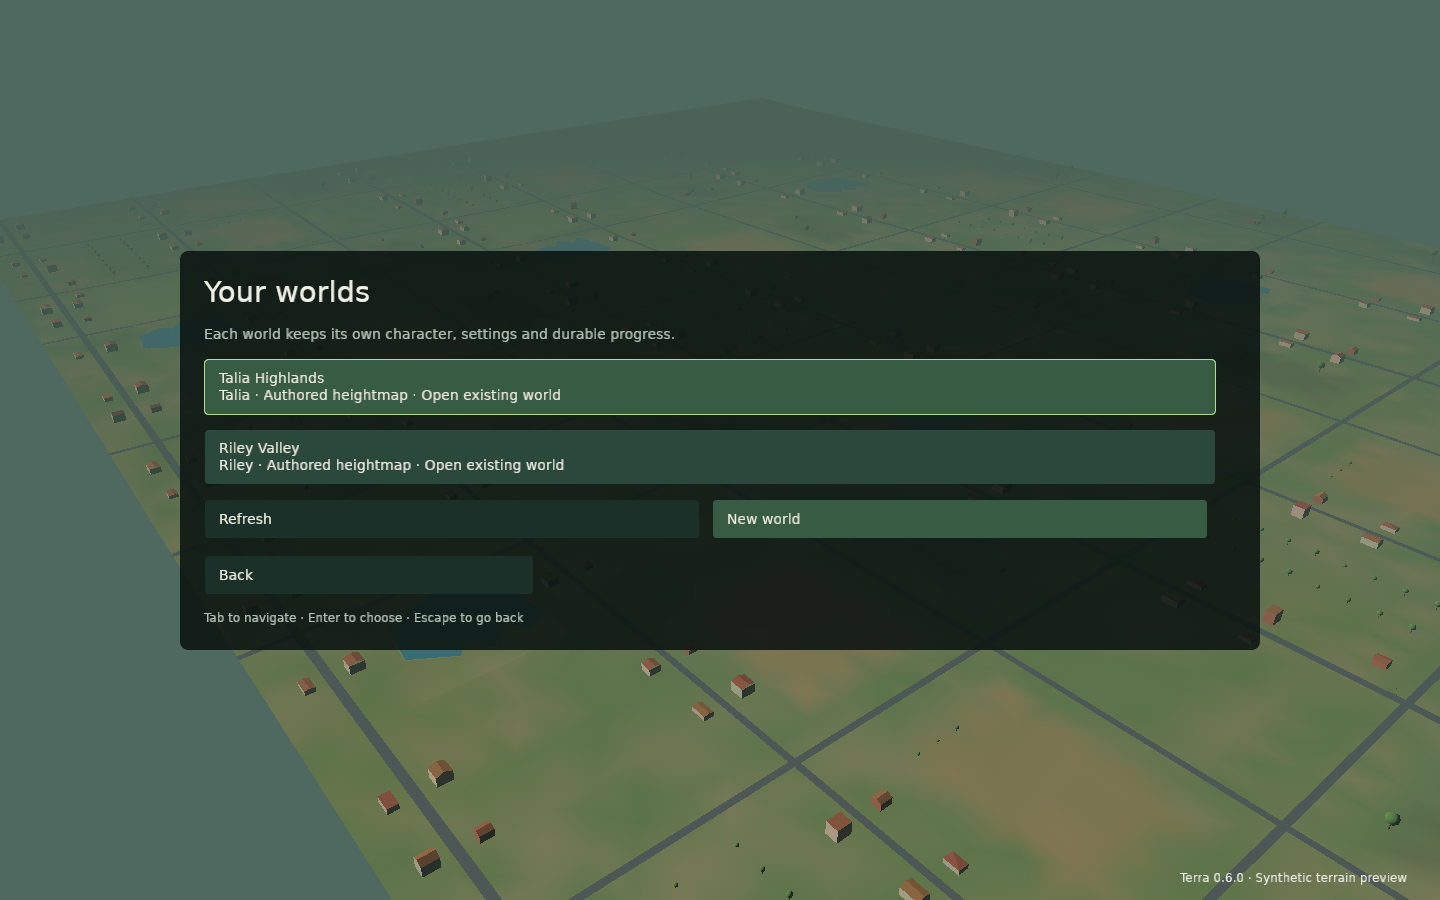 Your worlds
Each world keeps its own character, settings and durable progress.
Talia Highlands
Talia · Authored heightmap · Open existing world
Riley Valley
Riley · Authored heightmap · Open existing world
Refresh
New world
Back
Tab to navigate · Enter to choose · Escape to go back
Terra 0.6.0 · Synthetic terrain preview